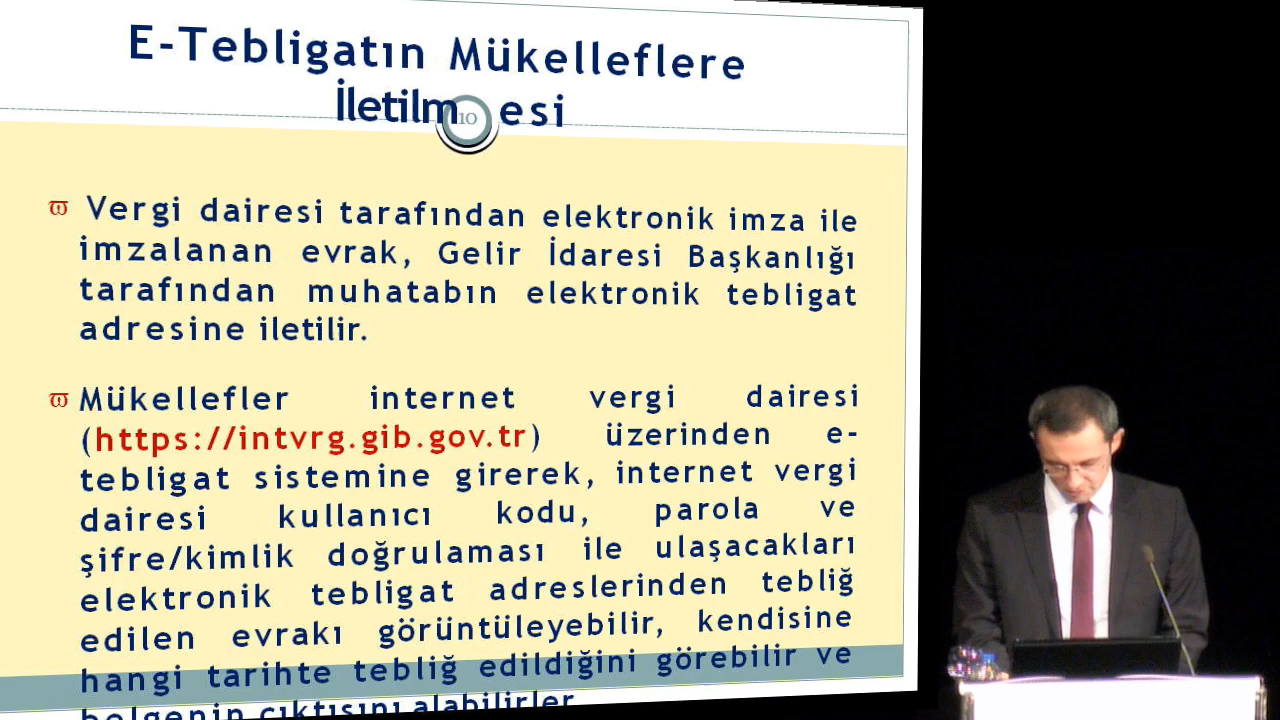 E-Tebligatın Mükelleflere
İletilmesi
10
ϖ Vergi dairesi tarafından elektronik imza ile
imzalanan evrak, Gelir İdaresi Başkanlığı
tarafından muhatabın elektronik tebligat
adresine iletilir.
ϖ Mükellefler internet vergi dairesi
(https://intvrg.gib.gov.tr) üzerinden e-
tebligat sistemine girerek, internet vergi
dairesi kullanıcı kodu, parola ve
şifre/kimlik doğrulaması ile ulaşacakları
elektronik tebligat adreslerinden tebliğ
edilen evrakı görüntüleyebilir, kendisine
hangi tarihte tebliğ edildiğini görebilir ve
belgenin çıktısını alabilirler